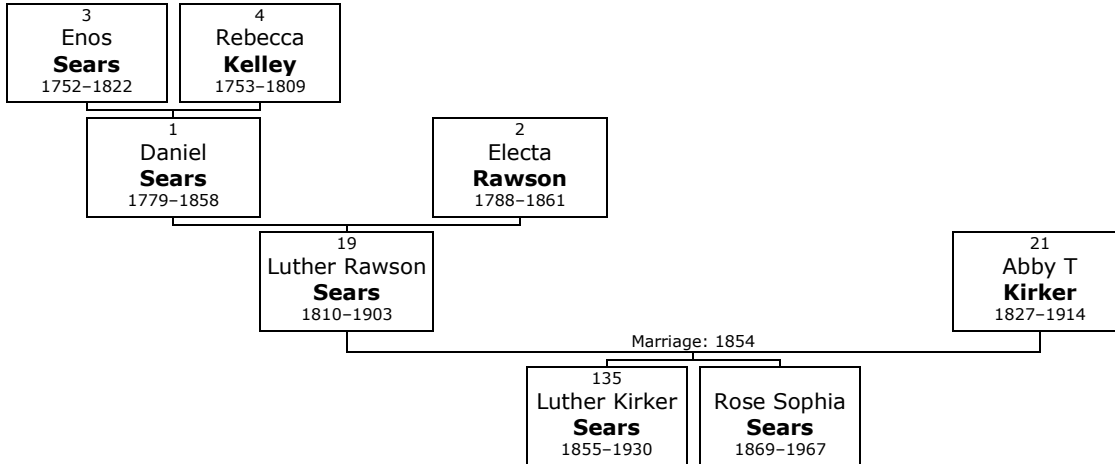 3
Enos
Sears
1752–1822
4
Rebecca
Kelley
1753–1809
1
Daniel
Sears
1779–1858
2
Electa
Rawson
1788–1861
19
Luther Rawson
Sears
1810–1903
21
Abby T
Kirker
1827–1914
Marriage: 1854
135
Luther Kirker
Sears
1855–1930
Rose Sophia
Sears
1869–1967